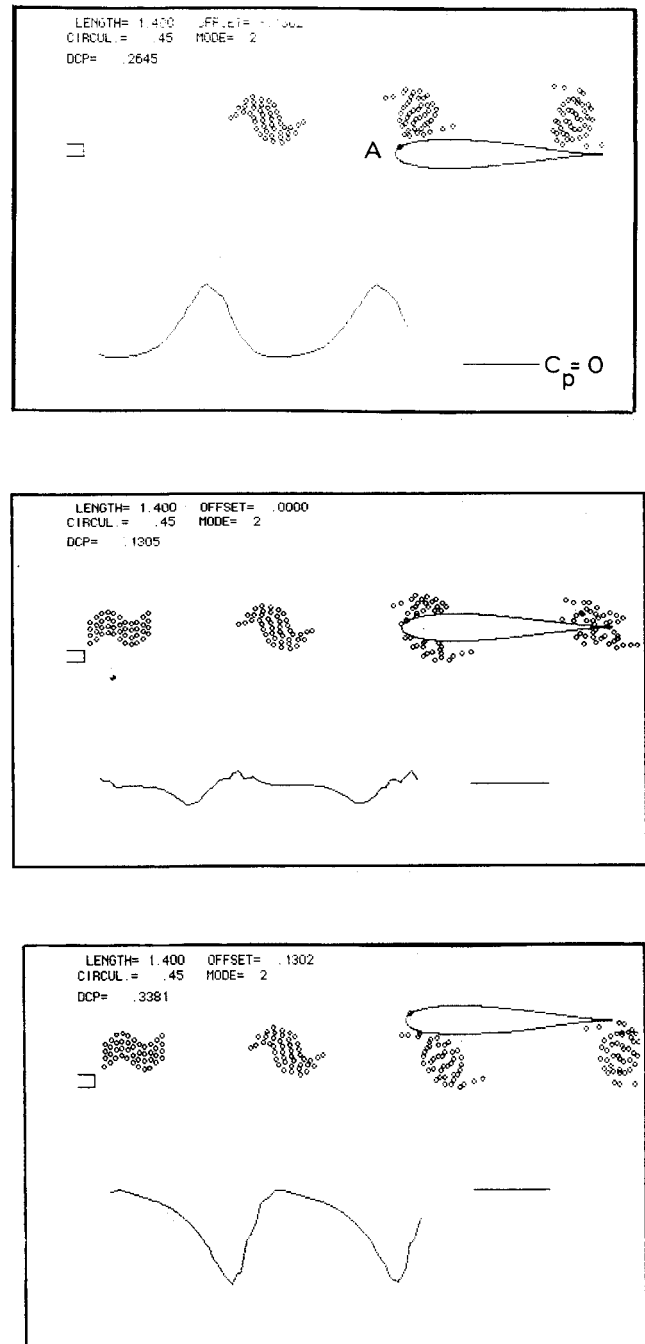 LENGTH= 1.400
CIRCUL.= .45 MODE= 2
DCP= .2645
A
Cp=0
LENGTH= 1.400 OFFSET= .0000
CIRCUL.= .45 MODE= 2
DCP= .1305
LENGTH= 1.400 OFFSET= .1302
CIRCUL.= .45 MODE= 2
DCP= .3381